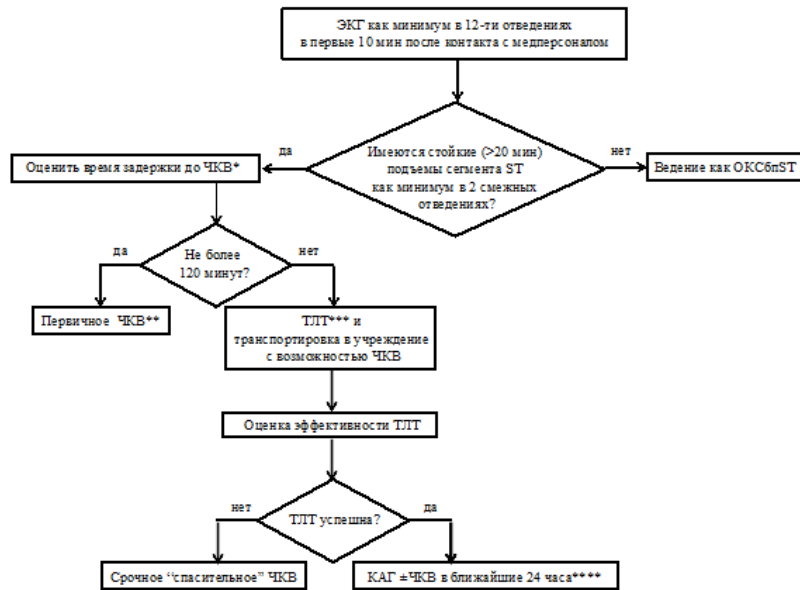 ЭКГ как минимум в 12-ти отведениях
в первые 10 мин после контакта с медперсоналом
Имеются стойкие (>20 мин)
подъемы сегмента ST
как минимум в 2 смежных
отведениях?
да
нет
Оценить время задержки до ЧКВ*
Ведение как ОКСбпST
Не более
120 минут?
да
нет
Первичное ЧКВ**
ТЛТ*** и
транспортировка в учреждение
с возможностью ЧКВ
Оценка эффективности ТЛТ
ТЛТ успешна?
нет
да
Срочное “спасительное” ЧКВ
КАГ ±ЧКВ в ближайшие 24 часа****